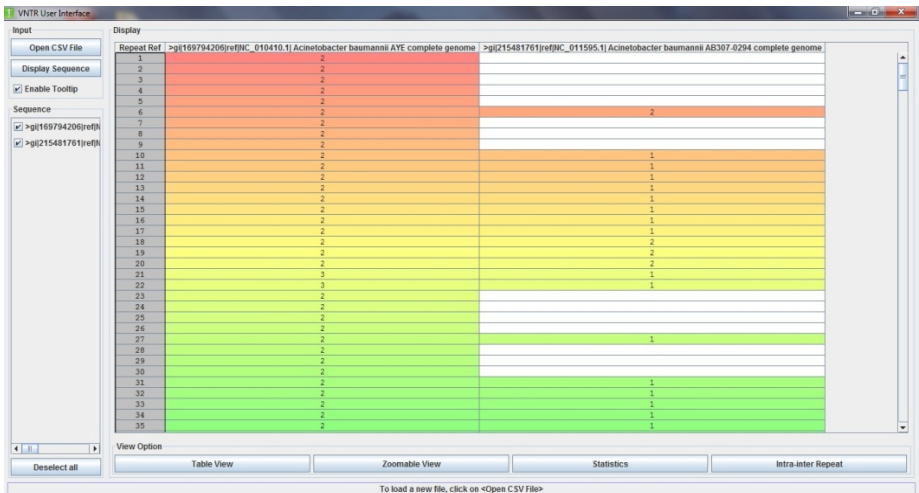 VNTR User Interface
Input
Open CSV File
Display Sequence
Enable Tooltip
Sequence
>gi|169794206|ref|N
>gi|215481761|ref|N
Deselect all
Display
Repeat Ref >gi|169794206|ref|NC_010410.1| Acinetobacter baumannii AYE complete genome >gi|215481761|ref|NC_011595.1| Acinetobacter baumannii AB307-0294 complete genome
1 2
2 2
3 2
4 2
5 2
6 2 2
7 2
8 2
9 2
10 2 1
11 2 1
12 2 1
13 2 1
14 2 1
15 2 1
16 2 1
17 2 1
18 2 2
19 2 2
20 2 2
21 3 1
22 3 1
23 2
24 2
25 2
26 2
27 2 1
28 2
29 2
30 2
31 2 1
32 2 1
33 2 1
34 2 1
35 2 1
View Option
Table View Zoomable View Statistics Intra-inter Repeat
To load a new file, click on <Open CSV File>